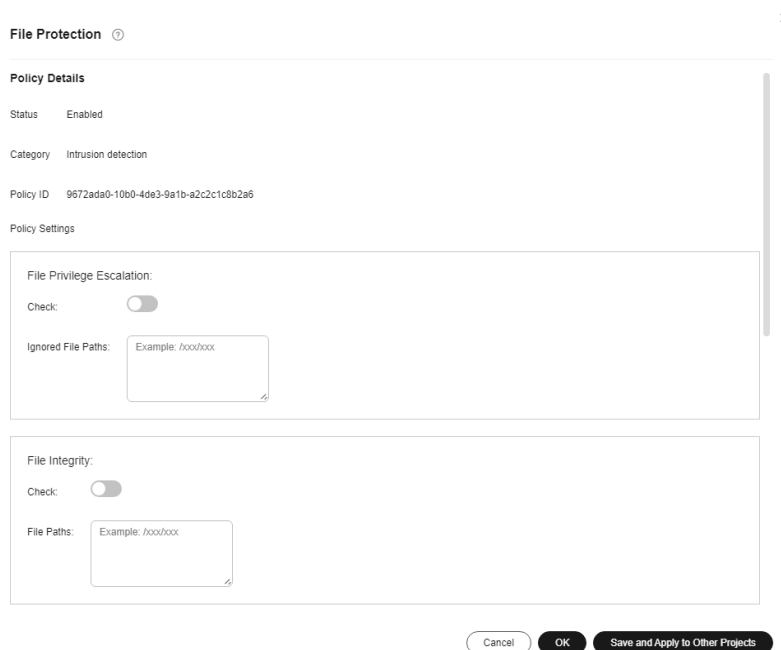 File Protection ?
Policy Details
Status Enabled
Category Intrusion detection
Policy ID 9672ada0-10b0-4de3-9a1b-a2c2c1c8b2a6
Policy Settings
File Privilege Escalation:
Check:
Ignored File Paths: Example: /xxx/xxx
File Integrity:
Check:
File Paths: Example: /xxx/xxx
Cancel OK Save and Apply to Other Projects